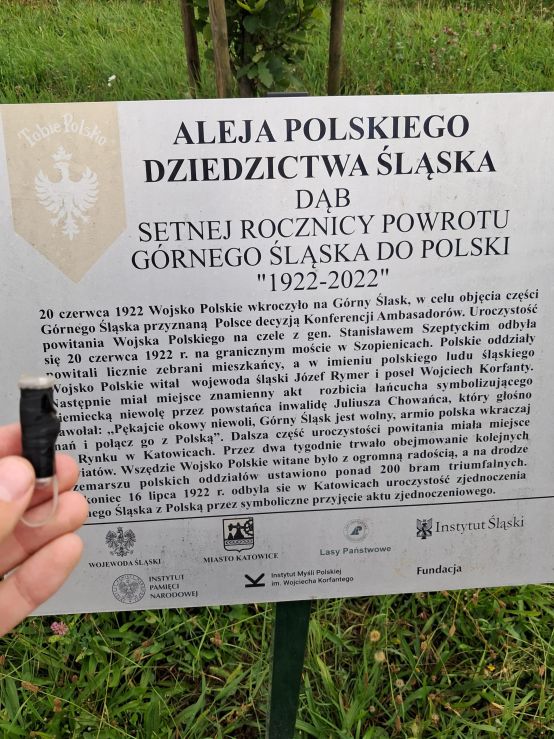 Tobie Polsko
ALEJA POLSKIEGO
DZIEDZICTWA ŚLĄSKA
DĄB
SETNEJ ROCZNICY POWROTU
GÓRNEGO ŚLĄSKA DO POLSKI
"1922-2022"
20 czerwca 1922 Wojsko Polskie wkroczyło na Górny Ślask, w celu objęcia części
Górnego Śląska przyznaną Polsce decyzją Konferencji Ambasadorów. Uroczystość
powitania Wojska Polskiego na czele z gen. Stanisławem Szeptyckim odbyła
się 20 czerwca 1922 r. na granicznym moście w Szopienicach. Polskie oddziały
powitali licznie zebrani mieszkańcy, a w imieniu polskiego ludu śląskiego
Wojsko Polskie witał wojewoda śląski Józef Rymer i poseł Wojciech Korfanty.
Następnie miał miejsce znamienny akt rozbicia łańcucha symbolizującego
niemiecką niewolę przez powstańca inwalidę Juliusza Chowańca, który głośno
zawołał: „Pękajcie okowy niewoli, Górny Śląsk jest wolny, armio polska wkraczaj
nań i połącz go z Polską”. Dalsza część uroczystości powitania miała miejsce
Rynku w Katowicach. Przez dwa tygodnie trwało obejmowanie kolejnych
Wszędzie Wojsko Polskie witane było z ogromną radością, a na drodze
przemarszu polskich oddziałów ustawiono ponad 200 bram triumfalnych.
koniec 16 lipca 1922 r. odbyła sie w Katowicach uroczystość zjednoczenia
Górnego Śląska z Polską przez symboliczne przyjęcie aktu zjednoczeniowego.
WOJEWODA ŚLĄSKI
MIASTO KATOWICE
Lasy Państwowe
Instytut Śląski
INSTYTUT
PAMIĘCI
NARODOWEJ
Instytut Myśli Polskiej
im. Wojciecha Korfantego
Fundacja